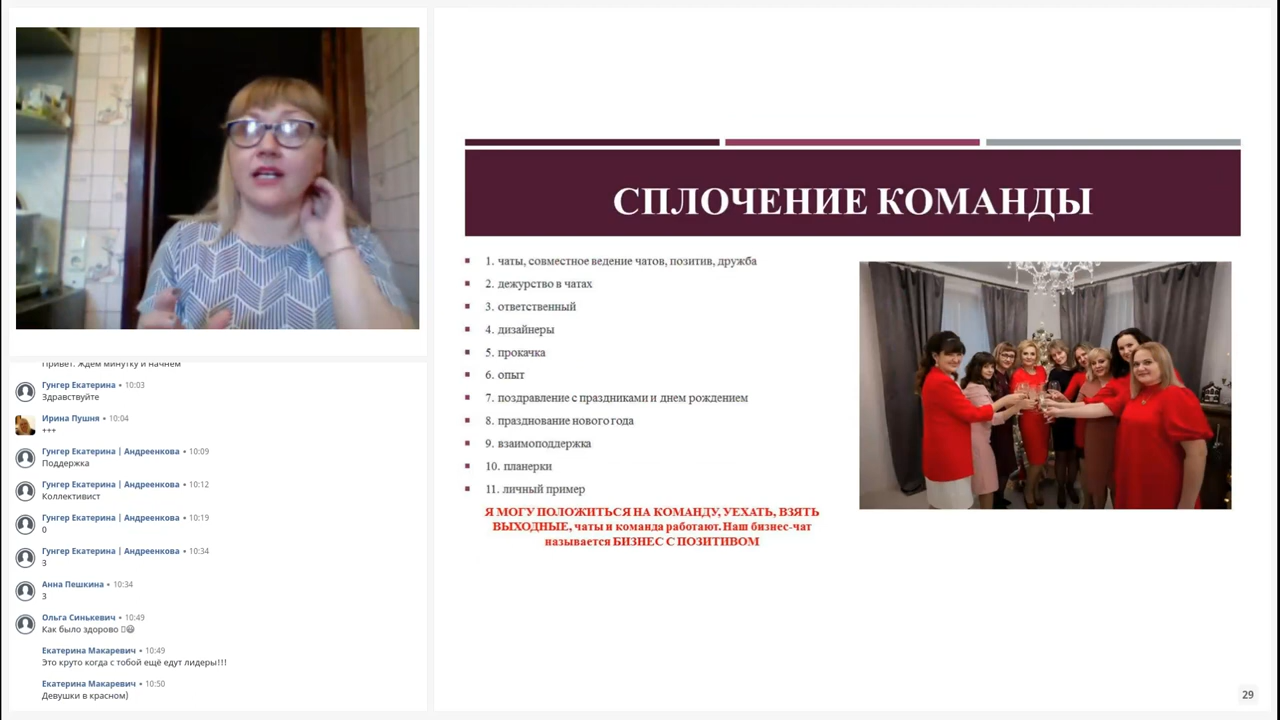 Привет. Ждем минутку и начнем
Гунгер Екатерина • 10:03
Здравствуйте
Ирина Пушня • 10:04
+++
Гунгер Екатерина | Андреенкова • 10:09
Поддержка
Гунгер Екатерина | Андреенкова • 10:12
Коллективист
Гунгер Екатерина | Андреенкова • 10:19
0
Гунгер Екатерина | Андреенкова • 10:34
3
Анна Пешкина • 10:34
3
Ольга Синькевич • 10:49
Как было здорово
Екатерина Макаревич • 10:49
Это круто когда с тобой ещё едут лидеры!!!
Екатерина Макаревич • 10:50
Девушки в красном)
СПЛОЧЕНИЕ КОМАНДЫ
1. чаты, совместное ведение чатов, позитив, дружба
2. дежурство в чатах
3. ответственный
4. дизайнеры
5. прокачка
6. опыт
7. поздравление с праздниками и днем рождением
8. празднование нового года
9. взаимоподдержка
10. планерки
11. личный пример
Я МОГУ ПОЛОЖИТЬСЯ НА КОМАНДУ, УЕХАТЬ, ВЗЯТЬ
ВЫХОДНЫЕ, чаты и команда работают. Наш бизнес-чат
называется БИЗНЕС С ПОЗИТИВОМ
29